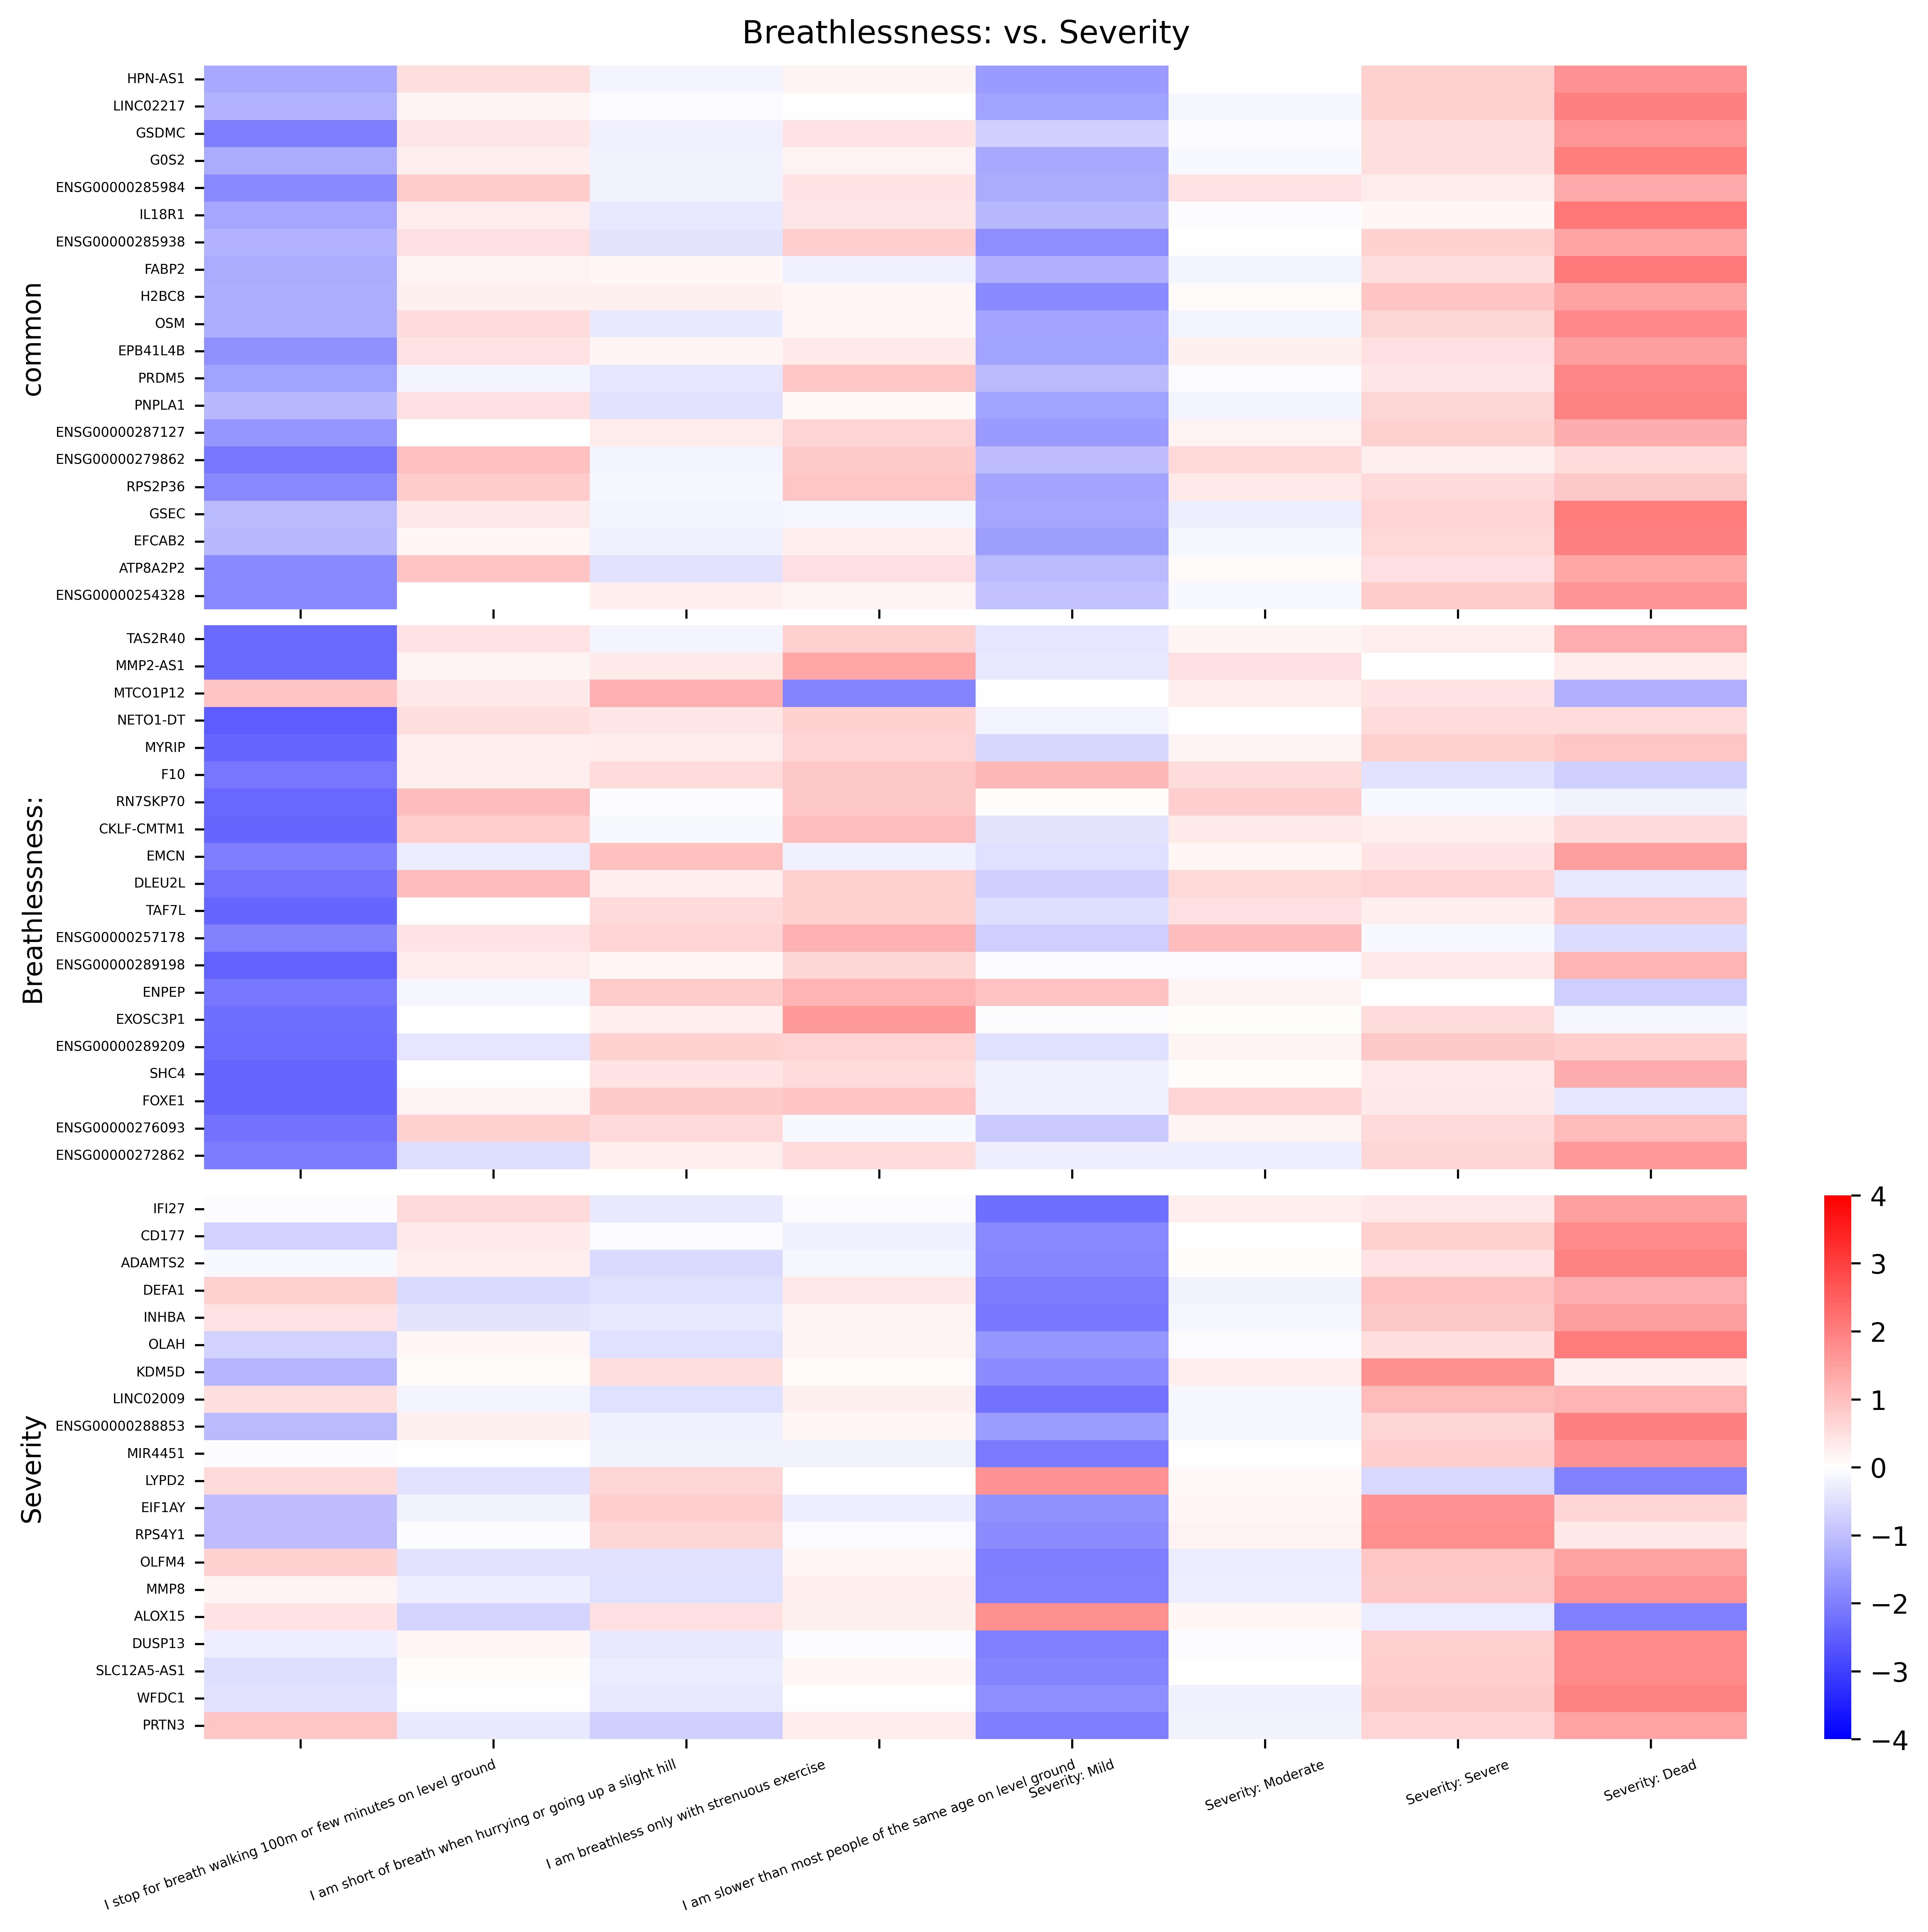 Breathlessness: vs. Severity
common
HPN-AS1
LINC02217
GSDMC
G0S2
ENSG00000285984
IL18R1
ENSG00000285938
FABP2
H2BC8
OSM
EPB41L4B
PRDM5
PNPLA1
ENSG00000287127
ENSG00000279862
RPS2P36
GSEC
EFCAB2
ATP8A2P2
ENSG00000254328
Breathlessness:
TAS2R40
MMP2-AS1
MTCO1P12
NETO1-DT
MYRIP
F10
RN7SKP70
CKLF-CMTM1
EMCN
DLEU2L
TAF7L
ENSG00000257178
ENSG00000289198
ENPEP
EXOSC3P1
ENSG00000289209
SHC4
FOXE1
ENSG00000276093
ENSG00000272862
Severity
IFI27
CD177
ADAMTS2
DEFA1
INHBA
OLAH
KDM5D
LINC02009
ENSG00000288853
MIR4451
LYPD2
EIF1AY
RPS4Y1
OLFM4
MMP8
ALOX15
DUSP13
SLC12A5-AS1
WFDC1
PRTN3
I stop for breath walking 100m or few minutes on level ground
I am short of breath when hurrying or going up a slight hill
I am breathless only with strenuous exercise
I am slower than most people of the same age on level ground
Severity: Mild
Severity: Moderate
Severity: Severe
Severity: Dead
4
3
2
1
0
−1
−2
−3
−4